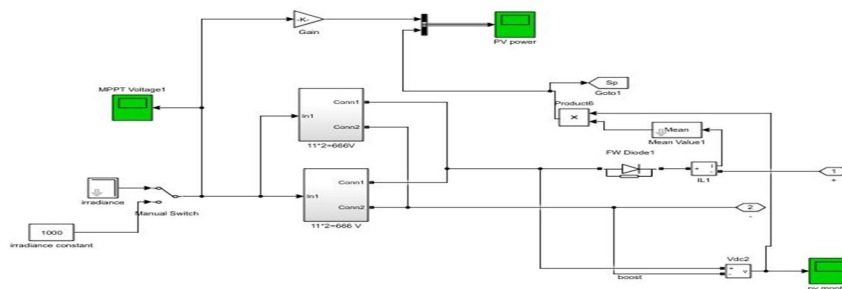 -K-
Gain
PV power
MPPT Voltage1
Sp
Goto1
Product6
Conn1
In1
Conn2
11*2=666V
×
Mean
Mean Value1
FW Diode1
+
i
-
IL1
1
+
Conn1
In1
Conn2
11*2=666 V
irradiance
Manual Switch
2
-
1000
irradiance constant
Vdc2
+
-
v
boost